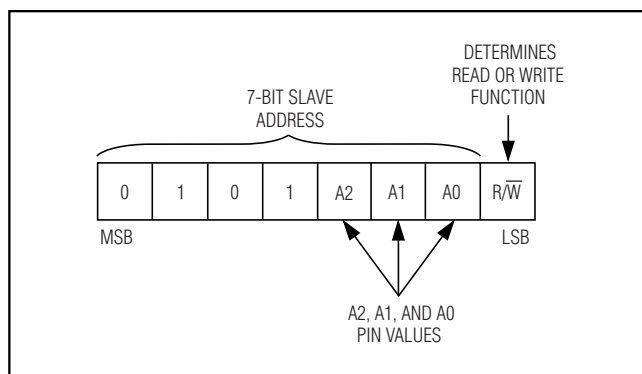 DETERMINES
READ OR WRITE
FUNCTION
7-BIT SLAVE
ADDRESS
0 1 0 1 A2 A1 A0 R/W̅
MSB LSB
A2, A1, AND A0
PIN VALUES